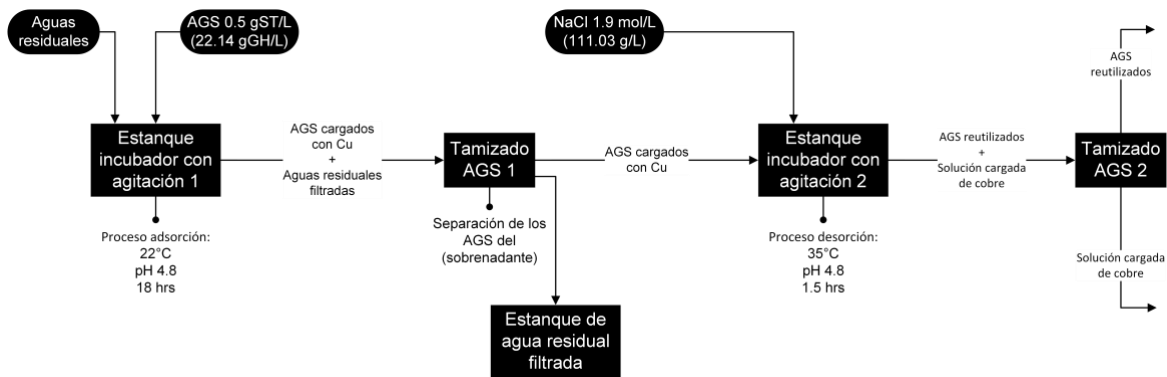 Aguas
residuales
AGS 0.5 gST/L
(22.14 gGH/L)
NaCl 1.9 mol/L
(111.03 g/L)
AGS
reutilizados
Estanque
incubador con
agitación 1
AGS cargados
con Cu
+
Aguas residuales
filtradas
Tamizado
AGS 1
AGS cargados
con Cu
Estanque
incubador con
agitación 2
AGS reutilizados
+
Solución cargada
de cobre
Tamizado
AGS 2
Proceso adsorción:
22°C
pH 4.8
18 hrs
Separación de los
AGS del
(sobrenadante)
Proceso desorción:
35°C
pH 4.8
1.5 hrs
Solución cargada
de cobre
Estanque de
agua residual
filtrada